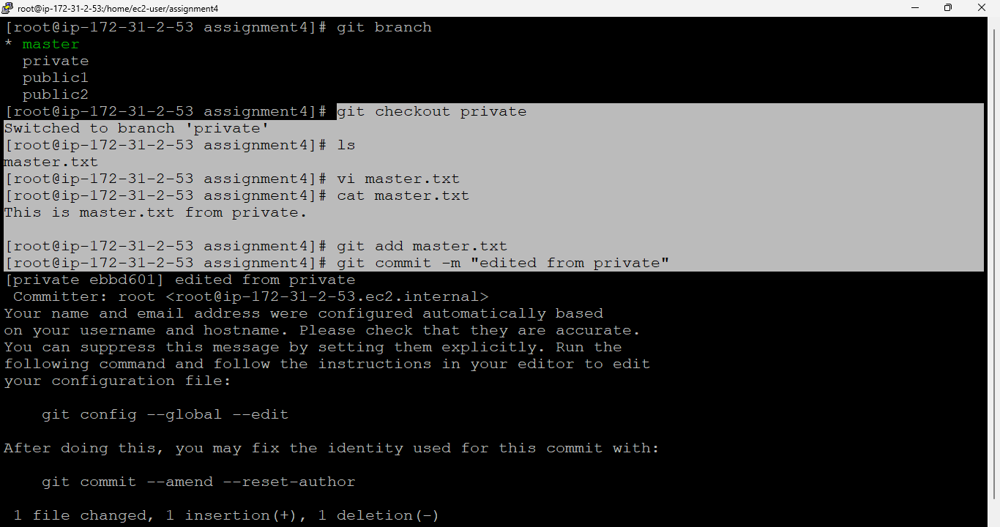 root@ip-172-31-2-53:/home/ec2-user/assignment4
[root@ip-172-31-2-53 assignment4]# git branch
* master
  private
  public1
  public2
[root@ip-172-31-2-53 assignment4]# git checkout private
Switched to branch 'private'
[root@ip-172-31-2-53 assignment4]# ls
master.txt
[root@ip-172-31-2-53 assignment4]# vi master.txt
[root@ip-172-31-2-53 assignment4]# cat master.txt
This is master.txt from private.
[root@ip-172-31-2-53 assignment4]# git add master.txt
[root@ip-172-31-2-53 assignment4]# git commit -m "edited from private"
[private ebbd601] edited from private
 Committer: root <root@ip-172-31-2-53.ec2.internal>
Your name and email address were configured automatically based
on your username and hostname. Please check that they are accurate.
You can suppress this message by setting them explicitly. Run the
following command and follow the instructions in your editor to edit
your configuration file:
    git config --global --edit
After doing this, you may fix the identity used for this commit with:
    git commit --amend --reset-author
 1 file changed, 1 insertion(+), 1 deletion(-)